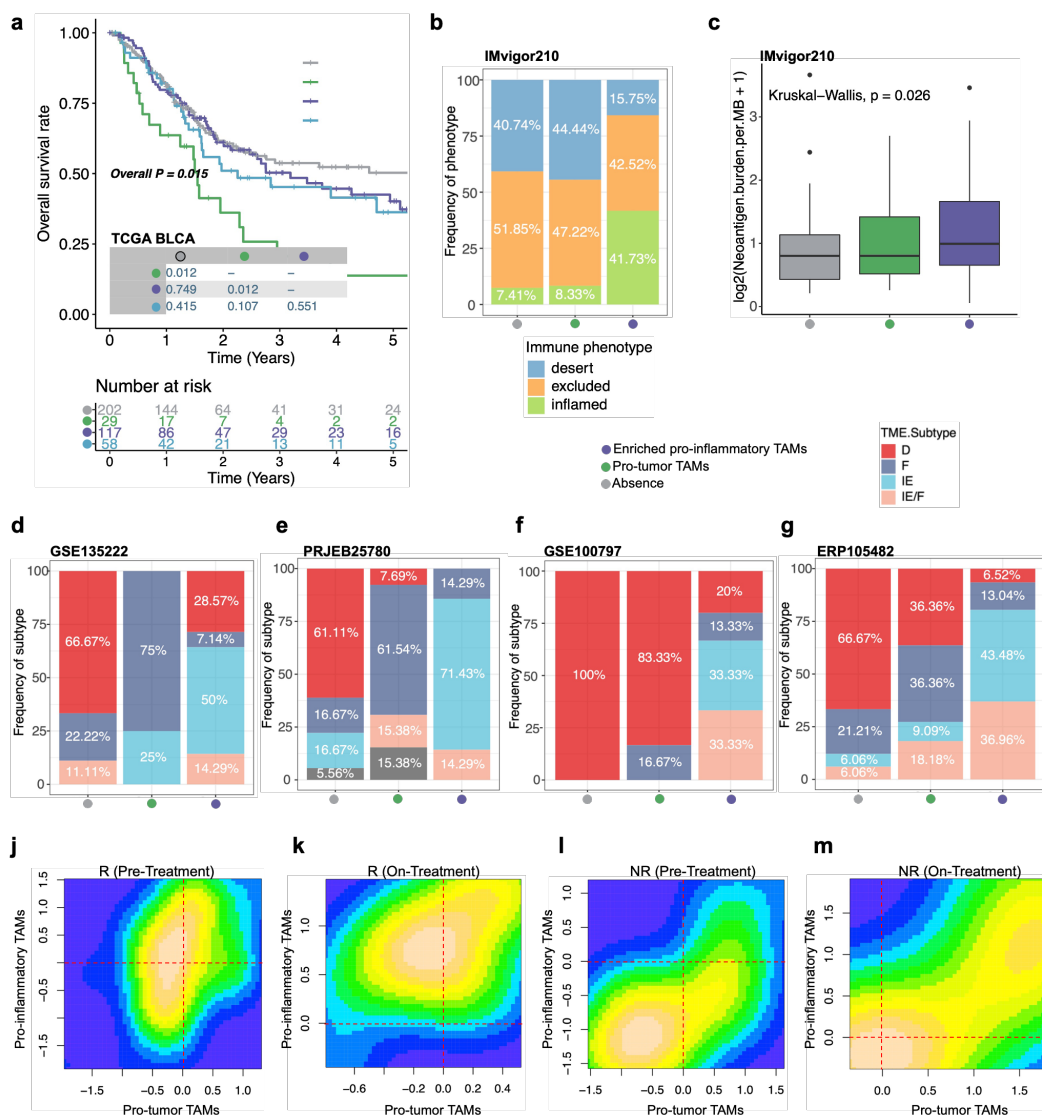 a
1.00
0.75
0.50
0.25
0.00
Overall survival rate
Overall P = 0.015
TCGA BLCA
0.012 – –
0.749 0.012 –
0.415 0.107 0.551
0 1 2 3 4 5
Time (Years)
Number at risk
202 144 64 41 31 24
29 17 7 4 2 2
117 86 47 29 23 16
58 42 21 13 11 5
0 1 2 3 4 5
Time (Years)
b
IMvigor210
Frequency of phenotype
100
75
50
25
0
40.74% 44.44% 15.75%
51.85% 47.22% 42.52%
7.41% 8.33% 41.73%
Immune phenotype
desert
excluded
inflamed
c
IMvigor210
Kruskal–Wallis, p = 0.026
log2(Neoantigen.burden.per.MB + 1)
3
2
1
0
Enriched pro-inflammatory TAMs
Pro-tumor TAMs
Absence
TME.Subtype
D
F
IE
IE/F
d
GSE135222
Frequency of subtype
100
75
50
25
0
66.67% 75% 28.57%
22.22% 25% 7.14%
11.11% 50%
14.29%
e
PRJEB25780
Frequency of subtype
100
75
50
25
0
61.11% 7.69% 14.29%
16.67% 61.54% 71.43%
16.67% 15.38% 14.29%
5.56% 15.38%
f
GSE100797
Frequency of subtype
100
75
50
25
0
100% 83.33% 20%
16.67% 13.33%
33.33%
33.33%
g
ERP105482
Frequency of subtype
100
75
50
25
0
66.67% 36.36% 6.52%
21.21% 36.36% 13.04%
6.06% 9.09% 43.48%
6.06% 18.18% 36.96%
j
R (Pre-Treatment)
Pro-inflammatory TAMs
1.5
0.5
−0.5
−1.5
−1.5 −0.5 0.0 0.5 1.0
Pro-tumor TAMs
k
R (On-Treatment)
Pro-inflammatory TAMs
1.0
0.5
0.0
−0.6 −0.2 0.0 0.2 0.4
Pro-tumor TAMs
l
NR (Pre-Treatment)
Pro-inflammatory TAMs
1.0
0.5
0.0
−0.5
−1.0
−1.5
−1.5 −0.5 0.0 0.5 1.0
Pro-tumor TAMs
m
NR (On-Treatment)
Pro-inflammatory TAMs
1.5
1.0
0.5
0.0
0.0 0.5 1.0 1.5
Pro-tumor TAMs